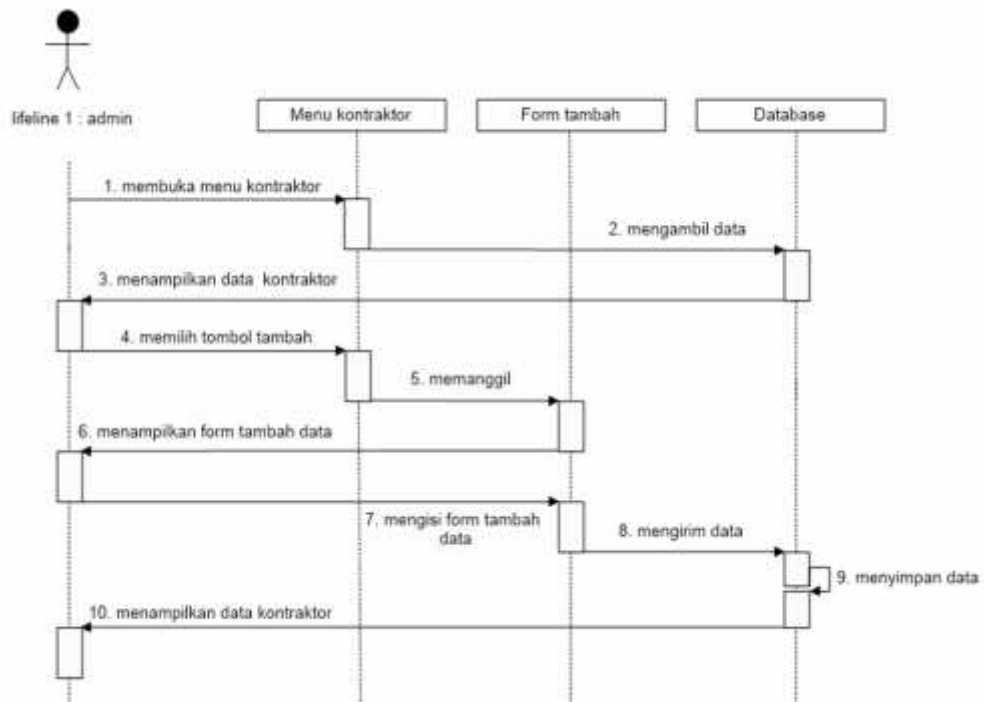 lifeline 1 : admin
Menu kontraktor
Form tambah
Database
1. membuka menu kontraktor
2. mengambil data
3. menampilkan data kontraktor
4. memilih tombol tambah
5. memanggil
6. menampilkan form tambah data
7. mengisi form tambah
data
8. mengirim data
9. menyimpan data
10. menampilkan data kontraktor